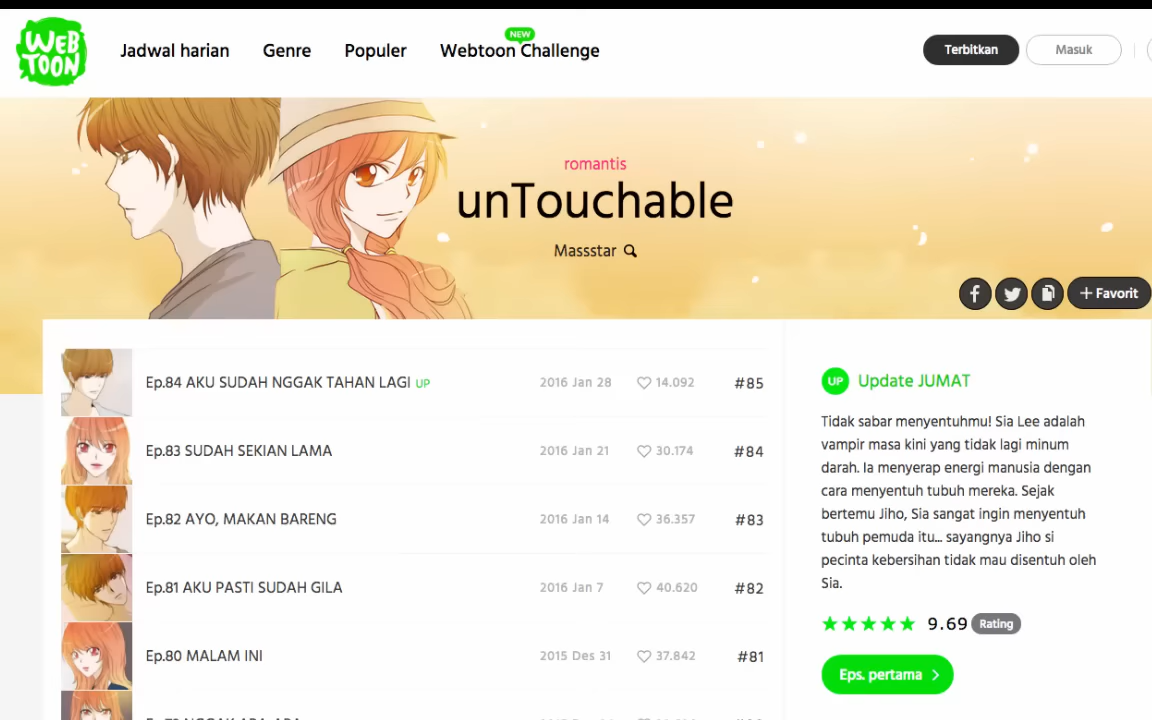 WEB
TOON
Jadwal harian
Genre
Populer
NEW
Webtoon Challenge
Terbitkan
Masuk
romantis
unTouchable
Massstar
+ Favorit
Ep.84 AKU SUDAH NGGAK TAHAN LAGI UP
2016 Jan 28
14.092
#85
Ep.83 SUDAH SEKIAN LAMA
2016 Jan 21
30.174
#84
Ep.82 AYO, MAKAN BARENG
2016 Jan 14
36.357
#83
Ep.81 AKU PASTI SUDAH GILA
2016 Jan 7
40.620
#82
Ep.80 MALAM INI
2015 Des 31
37.842
#81
UP Update JUMAT
Tidak sabar menyentuhmu! Sia Lee adalah
vampir masa kini yang tidak lagi minum
darah. Ia menyerap energi manusia dengan
cara menyentuh tubuh mereka. Sejak
bertemu Jiho, Sia sangat ingin menyentuh
tubuh pemuda itu... sayangnya Jiho si
pecinta kebersihan tidak mau disentuh oleh
Sia.
9.69 Rating
Eps. pertama